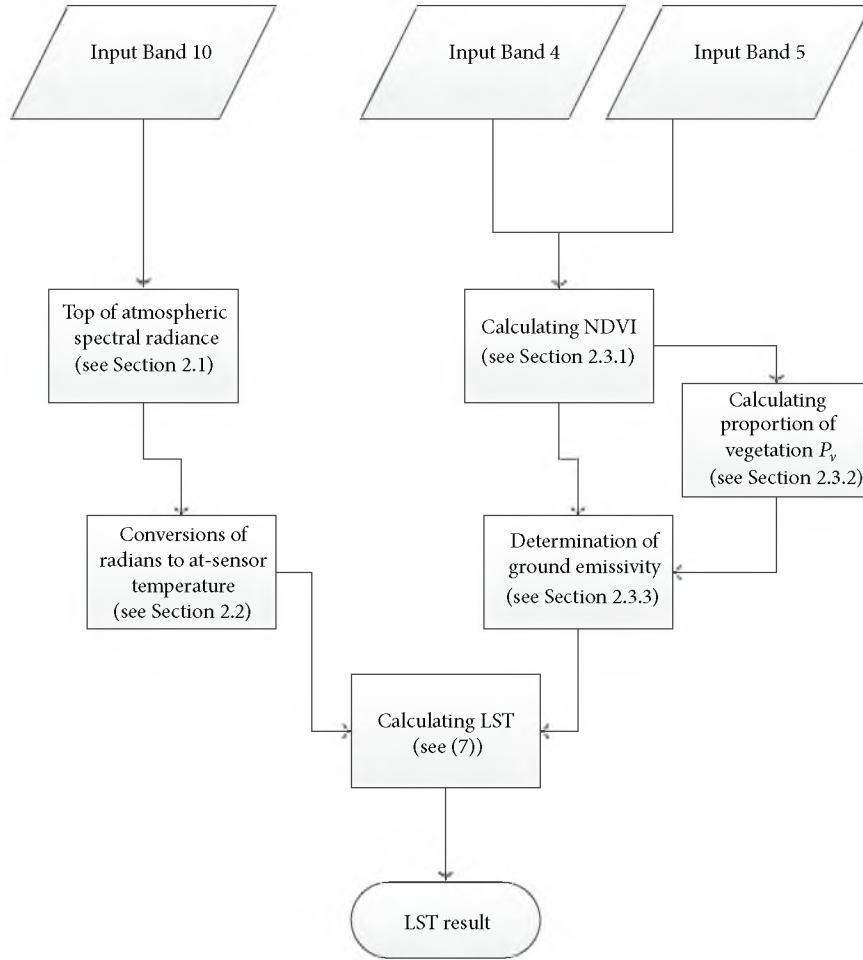 Input Band 10
Input Band 4
Input Band 5
Top of atmospheric
spectral radiance
(see Section 2.1)
Calculating NDVI
(see Section 2.3.1)
Calculating
proportion of
vegetation Pv
(see Section 2.3.2)
Conversions of
radians to at-sensor
temperature
(see Section 2.2)
Determination of
ground emissivity
(see Section 2.3.3)
Calculating LST
(see (7))
LST result